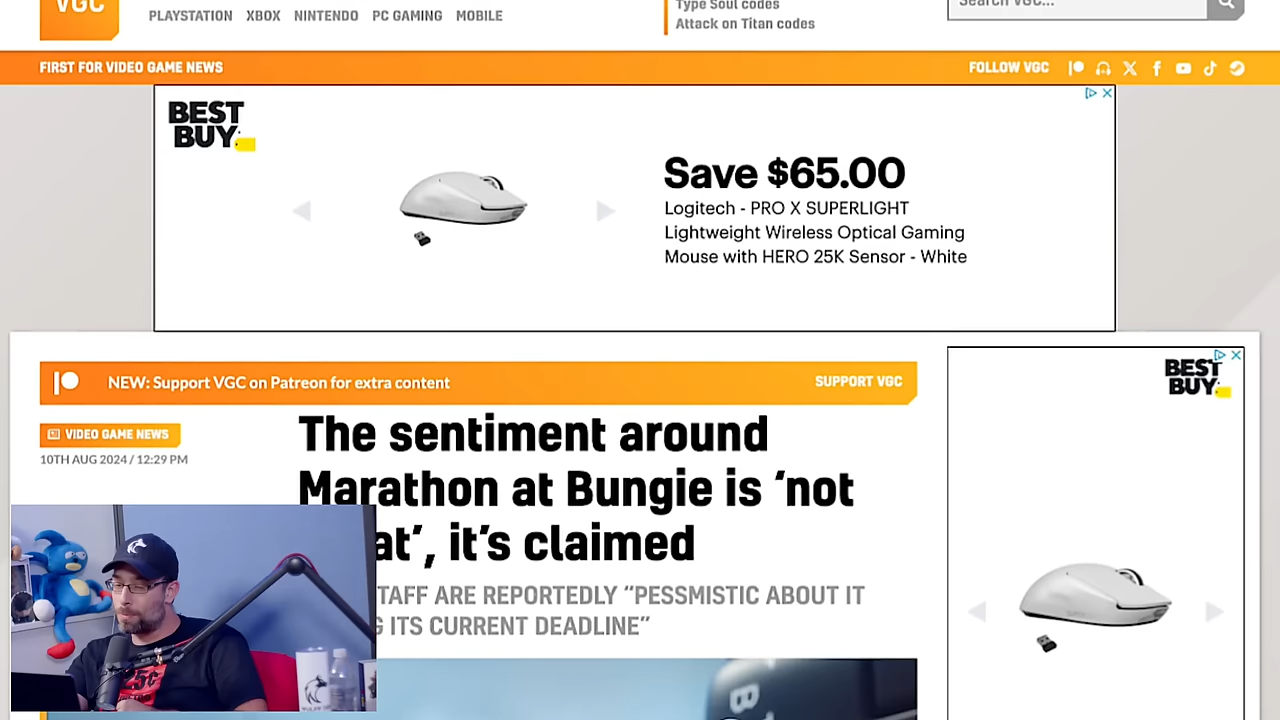 VGC
PLAYSTATION XBOX NINTENDO PC GAMING MOBILE
Type Soul codes
Attack on Titan codes
Search VGC...
FIRST FOR VIDEO GAME NEWS
FOLLOW VGC
BEST
BUY
Save $65.00
Logitech - PRO X SUPERLIGHT
Lightweight Wireless Optical Gaming
Mouse with HERO 25K Sensor - White
NEW: Support VGC on Patreon for extra content
SUPPORT VGC
VIDEO GAME NEWS
10TH AUG 2024 / 12:29 PM
The sentiment around
Marathon at Bungie is ‘not
at’, it’s claimed
TAFF ARE REPORTEDLY “PESSMISTIC ABOUT IT
G ITS CURRENT DEADLINE”
BEST
BUY
25¢
B